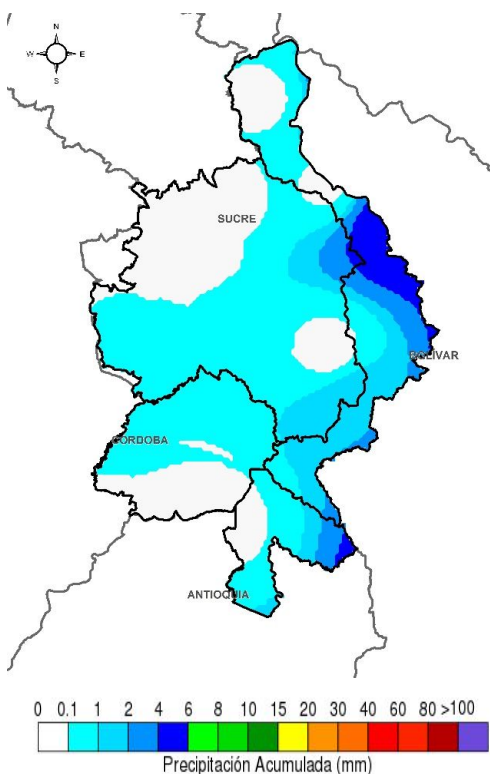 N
W E
S
SUCRE
BOLÍVAR
CORDOBA
ANTIOQUIA
0 0.1 1 2 4 6 8 10 15 20 30 40 60 80 >100
Precipitación Acumulada (mm)